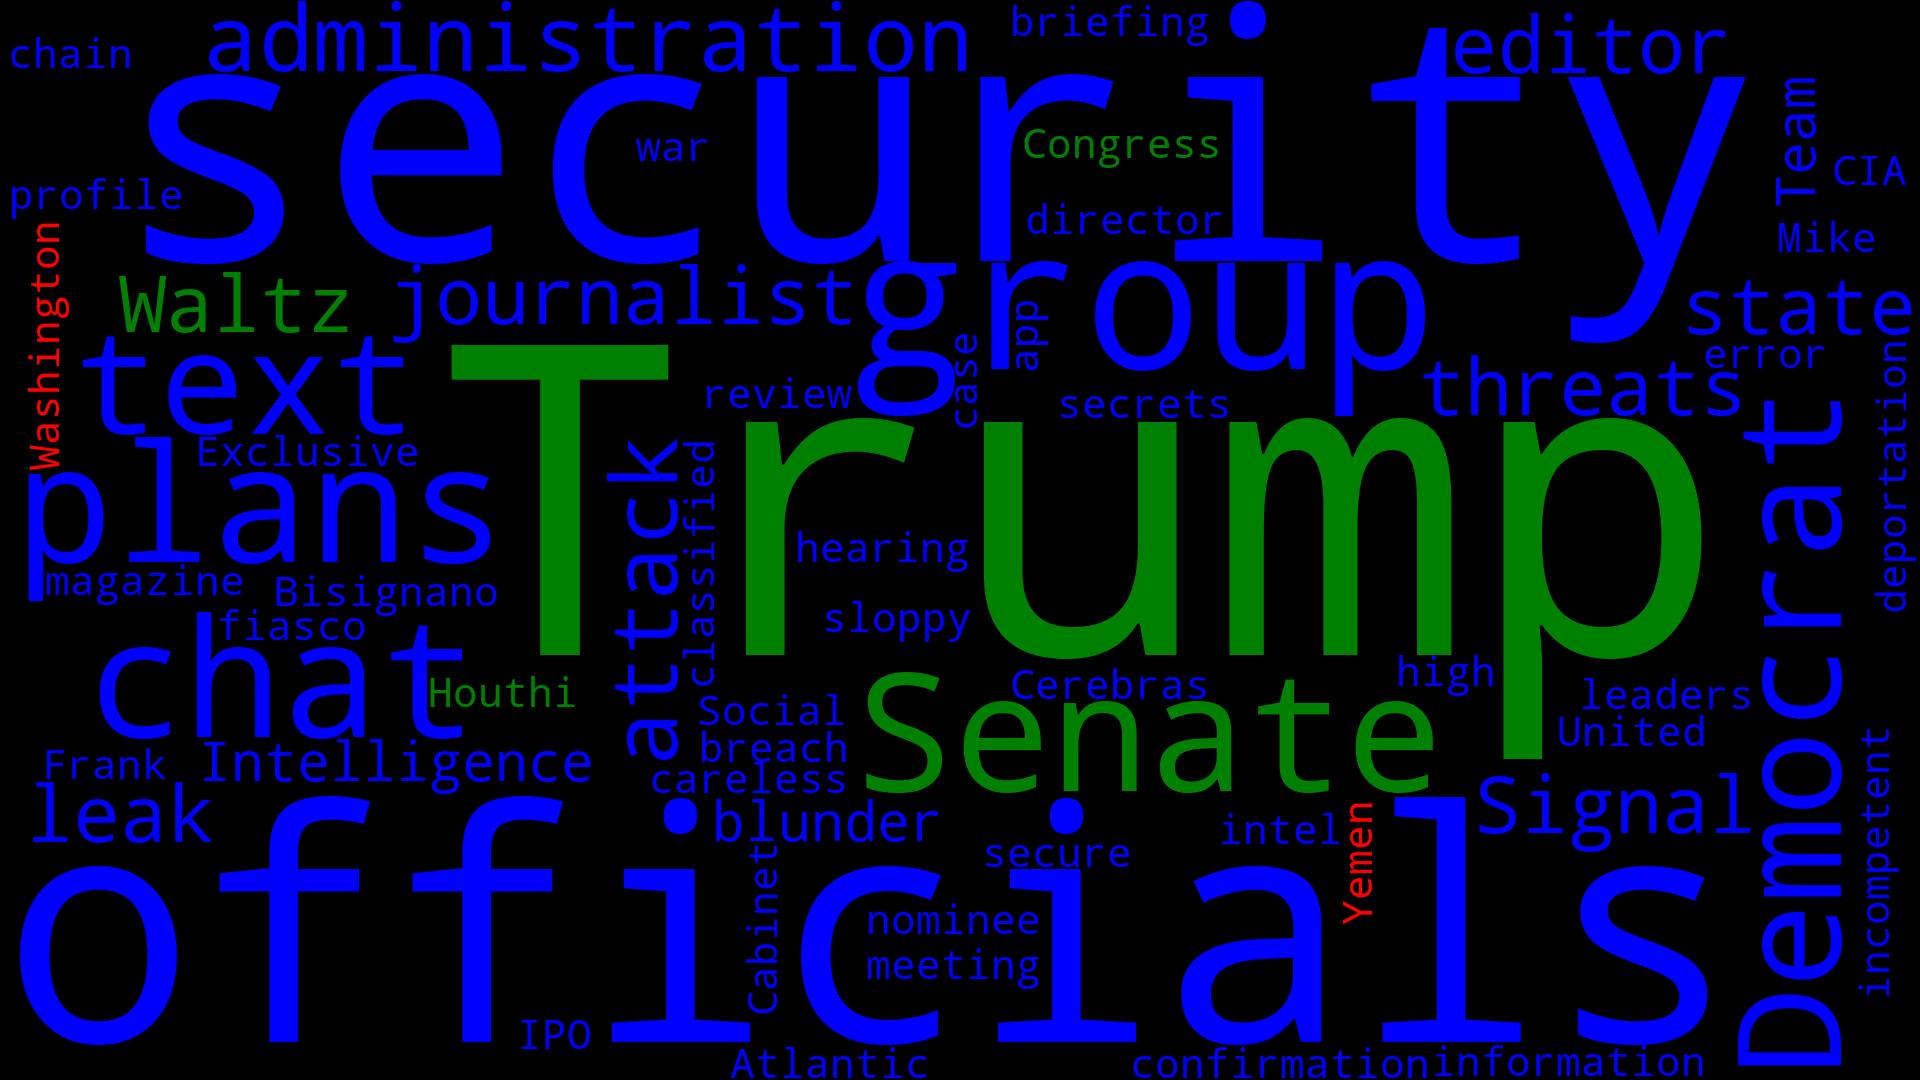 chain
administration
briefing
editor
security
war
Congress
Team
CIA
profile
director
Mike
Washington
Waltz
journalist
group
app
state
text
case
error
threats
review
secrets
deportations
Trump
Exclusive
plans
attack
classified
Democrat
hearing
magazine
Bisignano
sloppy
fiasco
chat
Houthi
Social
Senate
Cerebras
high
leaders
United
breach
Frank
Intelligence
careless
leak
blunder
Signal
intel
Yemen
incompetent
secure
officials
Cabinet
nominee
meeting
IPO
Atlantic
confirmation
information